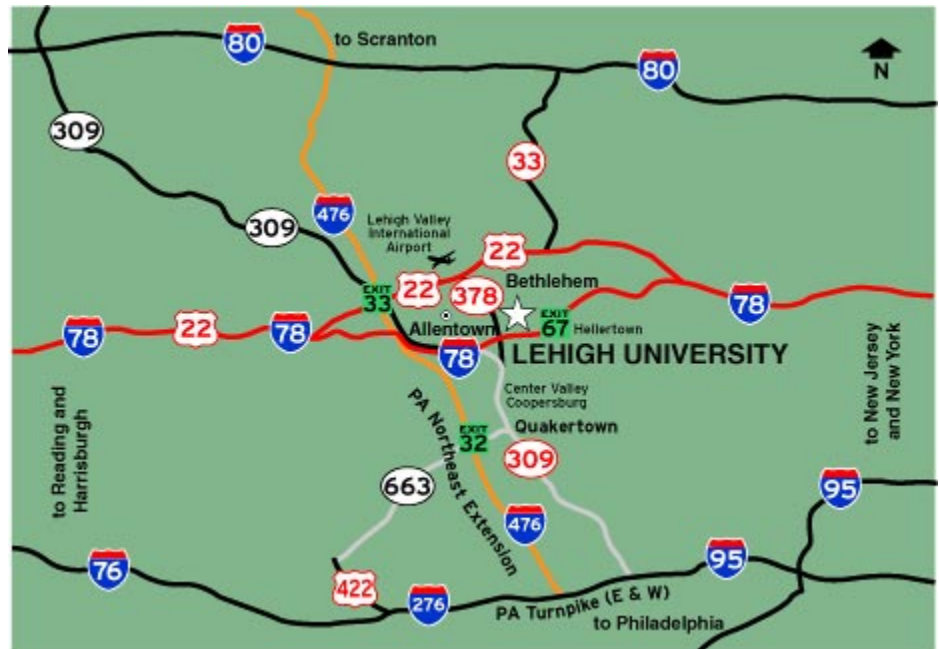 to Scranton
80
80
N
309
33
309
476
Lehigh Valley
International
Airport
22
Bethlehem
EXIT
33
22
378
78
EXIT
67
Hellertown
78
22
78
Allentown
78
LEHIGH UNIVERSITY
Center Valley
Coopersburg
to New Jersey
and New York
PA Northeast Extension
EXIT
32
Quakertown
309
to Reading and
Harrisburgh
663
95
476
76
95
422
276
PA Turnpike (E & W)
to Philadelphia